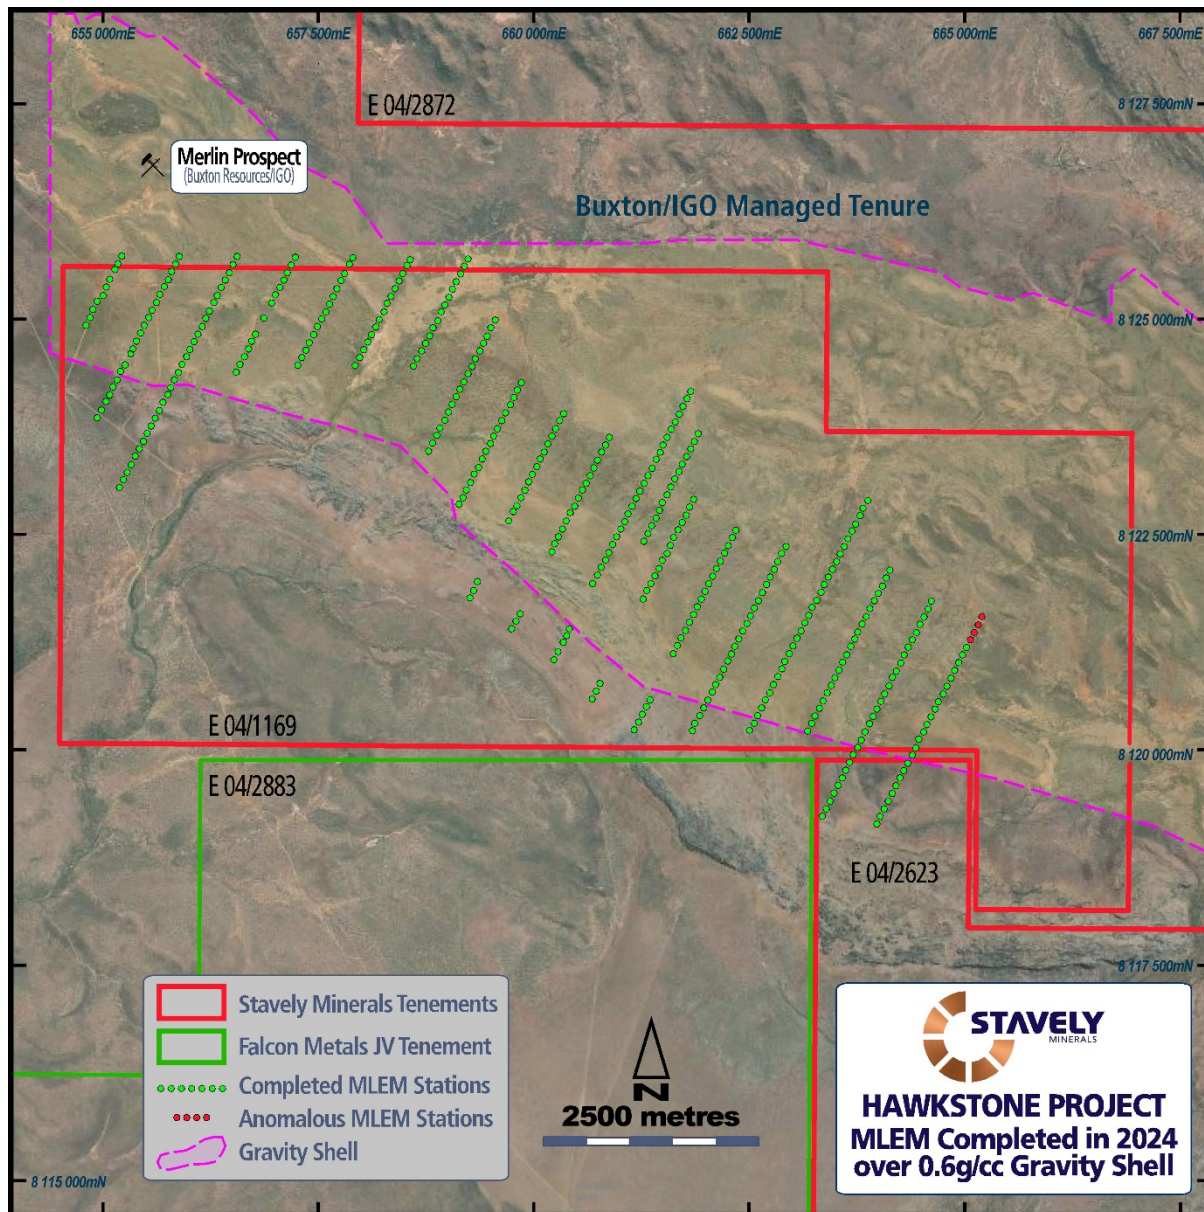 655 000mE
657 500mE
660 000mE
662 500mE
665 000mE
667 500mE
E 04/2872
8 127 500mN
Merlin Prospect
(Buxton Resources/IGO)
Buxton/IGO Managed Tenure
8 125 000mN
8 122 500mN
E 04/1169
8 120 000mN
E 04/2883
E 04/2623
8 117 500mN
Stavely Minerals Tenements
Falcon Metals JV Tenement
Completed MLEM Stations
Anomalous MLEM Stations
Gravity Shell
N
2500 metres
STAVELY
MINERALS
HAWKSTONE PROJECT
MLEM Completed in 2024
over 0.6g/cc Gravity Shell
8 115 000mN